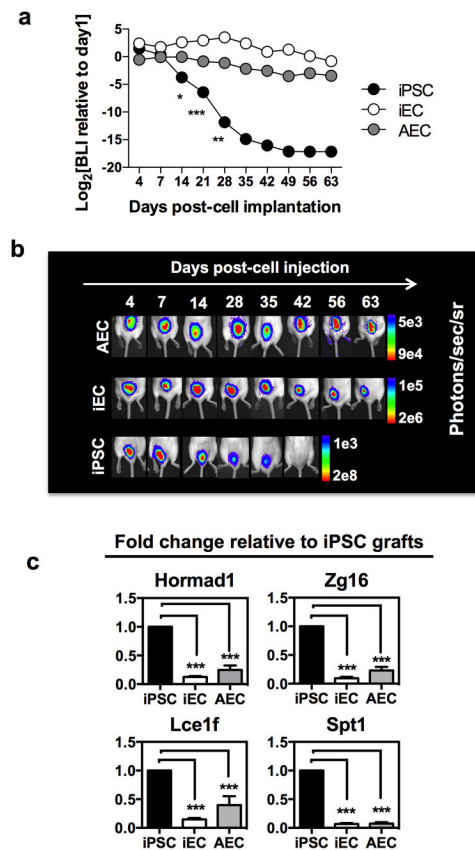 a
Log2[BLI relative to day1]
5
0
-5
-10
-15
-20
*
***
**
4 7 14 21 28 35 42 49 56 63
Days post-cell implantation
iPSC
iEC
AEC
b
Days post-cell injection
4 7 14 28 35 42 56 63
AEC
5e3
9e4
iEC
1e5
2e6
iPSC
1e3
2e8
Photons/sec/sr
c
Fold change relative to iPSC grafts
Hormad1
1.5
1.0
0.5
0.0
***
***
iPSC iEC AEC
Zg16
1.5
1.0
0.5
0.0
***
***
iPSC iEC AEC
Lce1f
1.5
1.0
0.5
0.0
***
***
iPSC iEC AEC
Spt1
1.5
1.0
0.5
0.0
***
***
iPSC iEC AEC